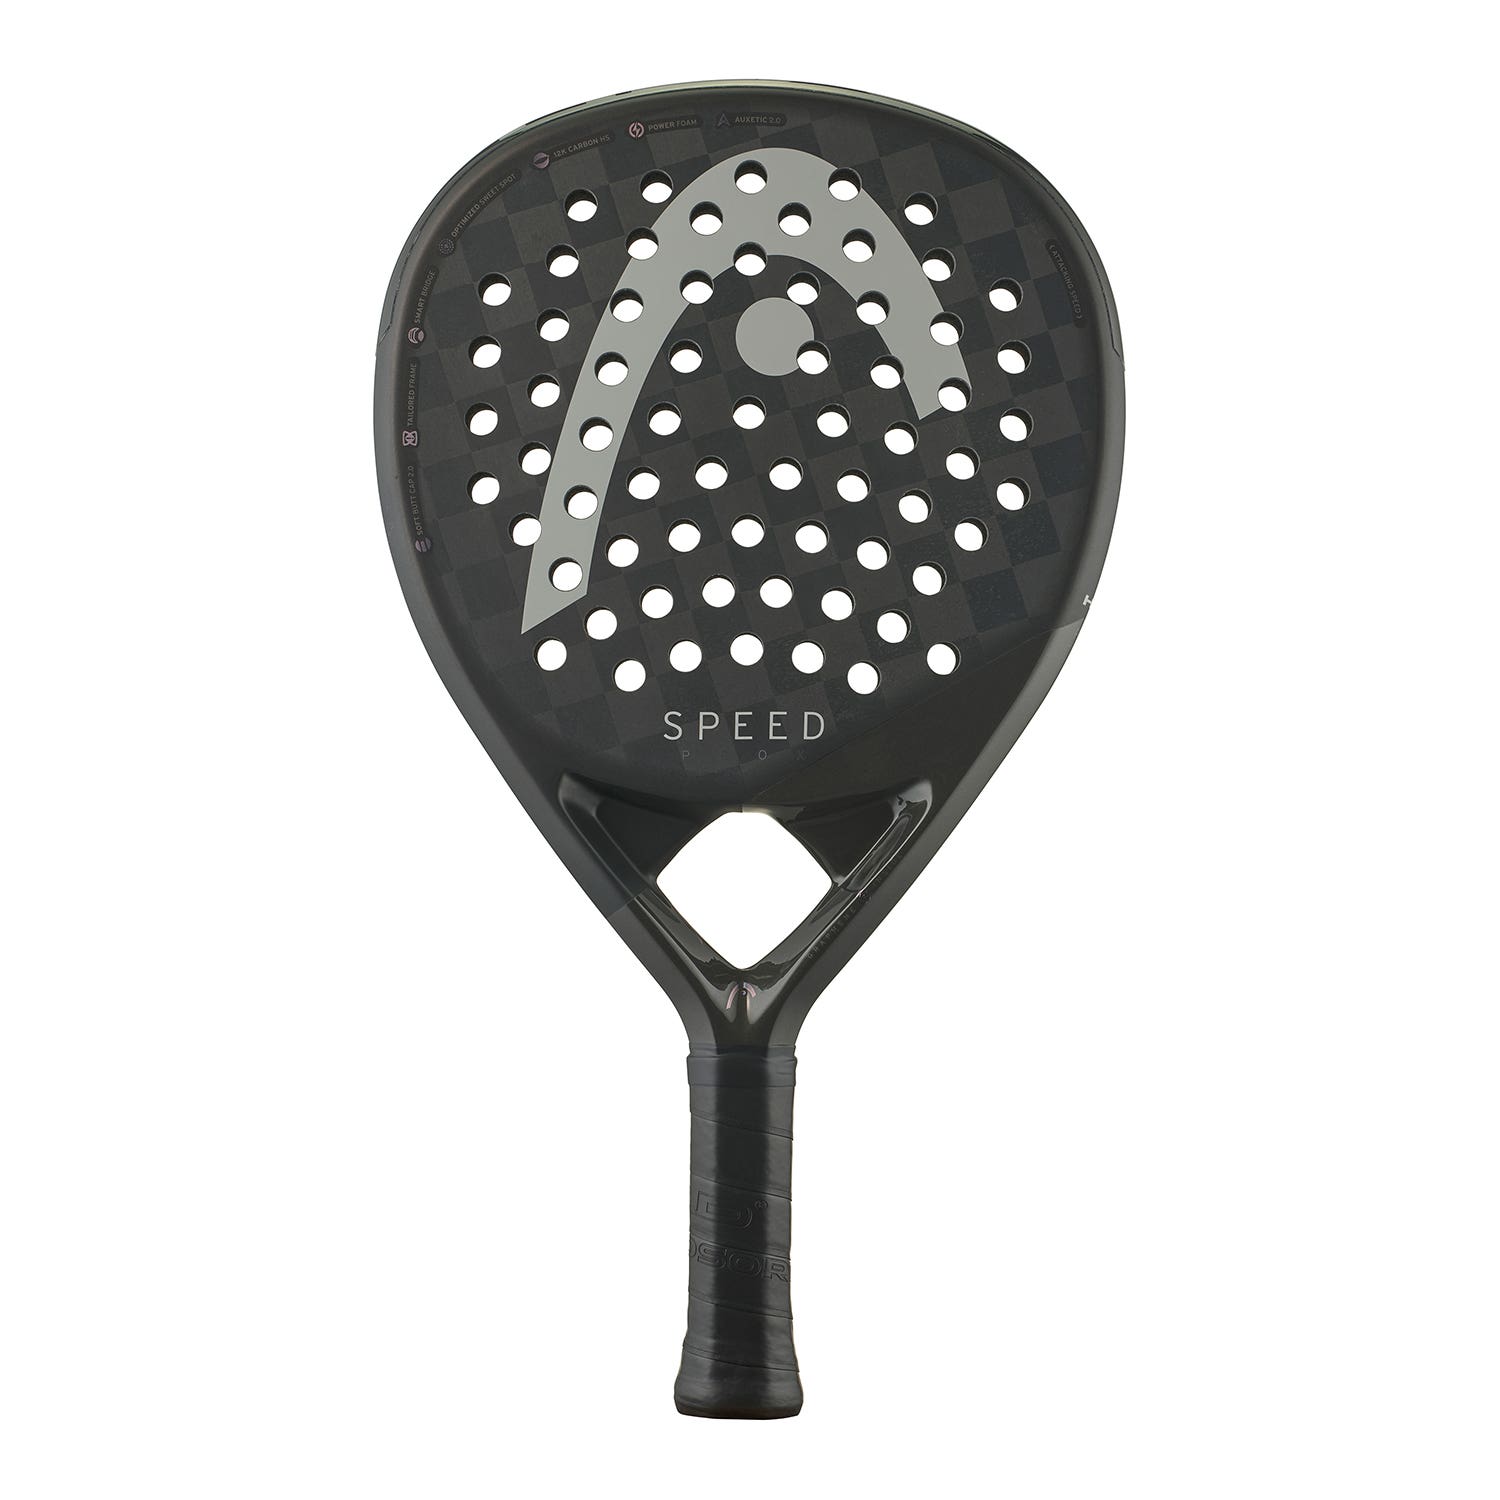 AUXETIC 2.0
POWER FOAM
12K CARBON HS
OPTIMIZED SWEET SPOT
SMART BRIDGE
TAILORED FRAME
SOFT BUTT CAP 2.0
(ATTACKING SPEED)
SPEED
PRO X